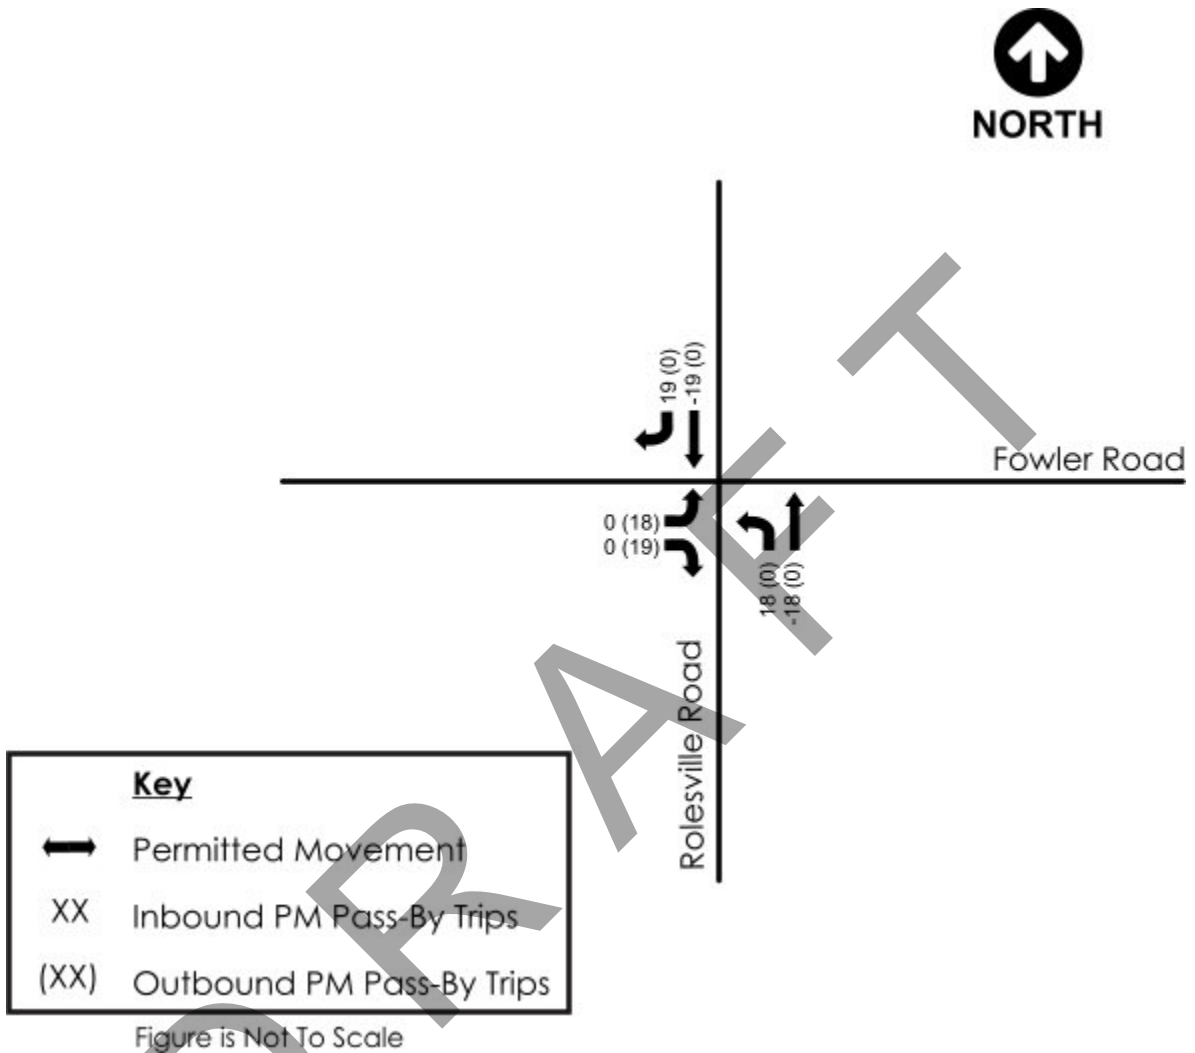 NORTH
19 (0)
-19 (0)
Fowler Road
0 (18)
0 (19)
18 (0)
-18 (0)
Rolesville Road
Key
Permitted Movement
XX Inbound PM Pass-By Trips
(XX) Outbound PM Pass-By Trips
Figure is Not To Scale
DRAFT